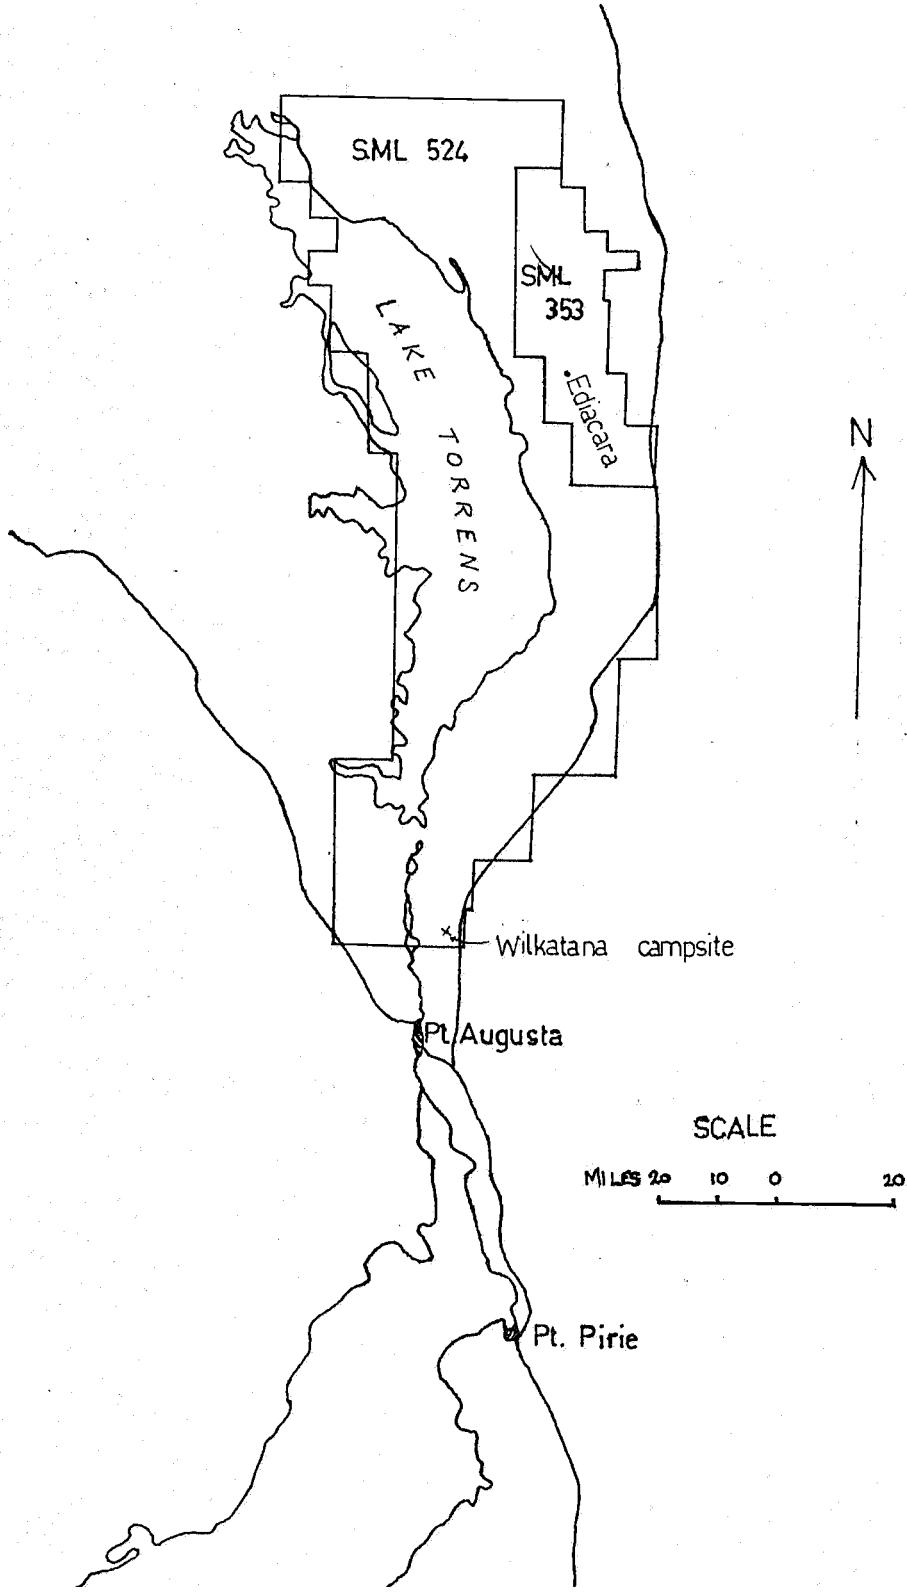 SML 524
SML
353
LAKE
TORRENS
Ediacara
N
Wilkatana campsite
Pt. Augusta
SCALE
MILES 20 10 0 20
Pt. Pirie